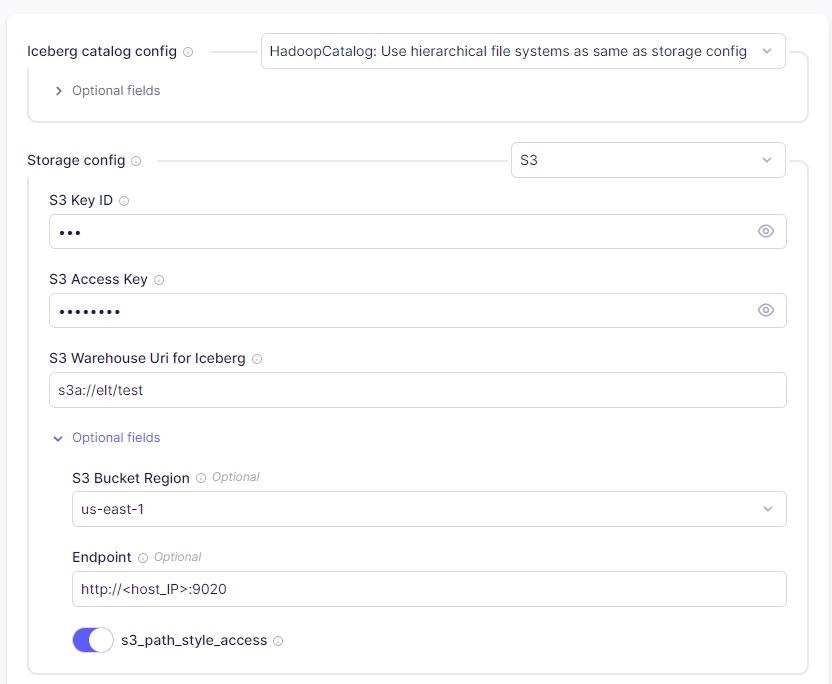 Iceberg catalog config
HadoopCatalog: Use hierarchical file systems as same as storage config
Optional fields
Storage config
S3
S3 Key ID
•••
S3 Access Key
••••••••
S3 Warehouse Uri for Iceberg
s3a://elt/test
Optional fields
S3 Bucket Region Optional
us-east-1
Endpoint Optional
http://<host_IP>:9020
s3_path_style_access